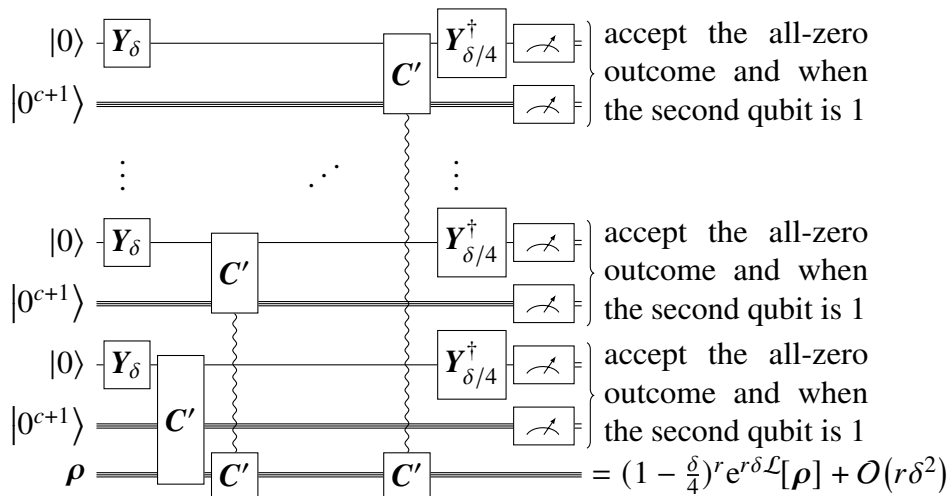 |0⟩ Y_δ Y†_{δ/4} accept the all-zero
C′ outcome and when
|0^{c+1}⟩ the second qubit is 1
⋮ ⋰ ⋮
|0⟩ Y_δ Y†_{δ/4} accept the all-zero
C′ outcome and when
|0^{c+1}⟩ the second qubit is 1
|0⟩ Y_δ Y†_{δ/4} accept the all-zero
C′ outcome and when
|0^{c+1}⟩ the second qubit is 1
ρ C′ C′ = (1 − δ/4)^r e^{rδℒ}[ρ] + 𝒪(rδ²)